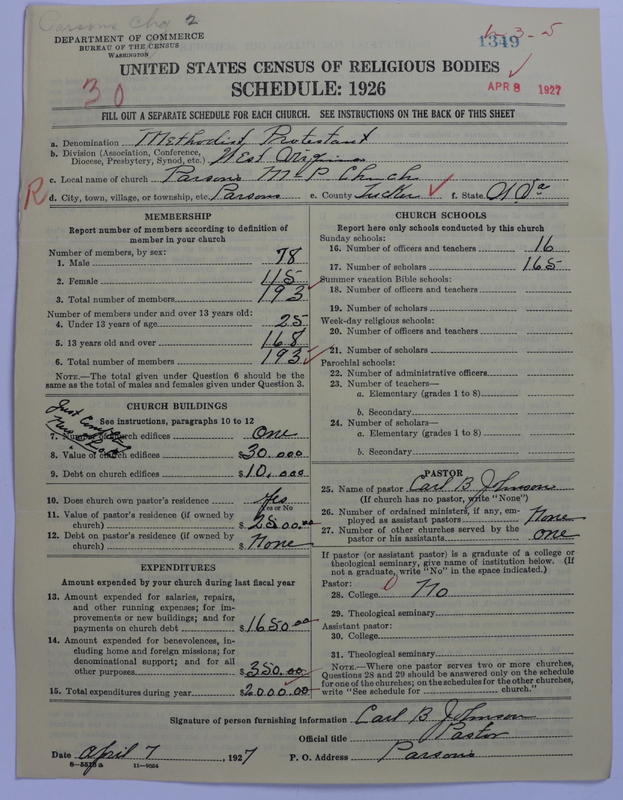 Parsons Chg 2
DEPARTMENT OF COMMERCE
BUREAU OF THE CENSUS
WASHINGTON
1349
3-5
UNITED STATES CENSUS OF RELIGIOUS BODIES
30
SCHEDULE: 1926
APR 8 1927
FILL OUT A SEPARATE SCHEDULE FOR EACH CHURCH. SEE INSTRUCTIONS ON THE BACK OF THIS SHEET
a. Denomination Methodist Protestant
b. Division (Association, Conference, Diocese, Presbytery, Synod, etc.) West Virginia
c. Local name of church Parsons M P Church
R
d. City, town, village, or township, etc. Parsons e. County Tucker f. State W Va
MEMBERSHIP
Report number of members according to definition of
member in your church
Number of members, by sex:
1. Male 78
2. Female 115
3. Total number of members 193
Number of members under and over 13 years old:
4. Under 13 years of age 25
5. 13 years old and over 168
6. Total number of members 193
NOTE.—The total given under Question 6 should be the
same as the total of males and females given under Question 3.
CHURCH BUILDINGS
Just
See instructions, paragraphs 10 to 12
7. Number of church edifices One
8. Value of church edifices $30.000
9. Debt on church edifices $10,000
10. Does church own pastor's residence Yes
Yes or No
11. Value of pastor's residence (if owned by
church) $2500.00
12. Debt on pastor's residence (if owned by
church) $None
EXPENDITURES
Amount expended by your church during last fiscal year
13. Amount expended for salaries, repairs,
and other running expenses; for im-
provements or new buildings; and for
payments on church debt $1650.00
14. Amount expended for benevolences, in-
cluding home and foreign missions; for
denominational support; and for all
other purposes $350.00
15. Total expenditures during year $2000.00
CHURCH SCHOOLS
Report here only schools conducted by this church
Sunday schools:
16. Number of officers and teachers 16
17. Number of scholars 165
Summer vacation Bible schools:
18. Number of officers and teachers
19. Number of scholars
Week-day religious schools:
20. Number of officers and teachers
21. Number of scholars
Parochial schools:
22. Number of administrative officers
23. Number of teachers—
a. Elementary (grades 1 to 8)
b. Secondary
24. Number of scholars—
a. Elementary (grades 1 to 8)
b. Secondary
PASTOR
25. Name of pastor Carl B Johnson
(If church has no pastor, write "None")
26. Number of ordained ministers, if any, em-
ployed as assistant pastors None
27. Number of other churches served by the
pastor or his assistants one
If pastor (or assistant pastor) is a graduate of a college or
theological seminary, give name of institution below. (If
not a graduate, write "No" in the space indicated.)
Pastor: 0
28. College No
29. Theological seminary
Assistant pastor:
30. College
31. Theological seminary
NOTE.—Where one pastor serves two or more churches,
Questions 28 and 29 should be answered only on the schedule
for one of the churches; on the schedules for the other churches,
write "See schedule for church."
Signature of person furnishing information Carl B Johnson
Official title Pastor
Date April 7, 1927 P. O. Address Parsons
8—5513a 11—9554